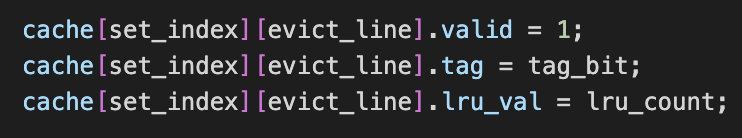 cache[set_index][evict_line].valid = 1;
cache[set_index][evict_line].tag = tag_bit;
cache[set_index][evict_line].lru_val = lru_count;